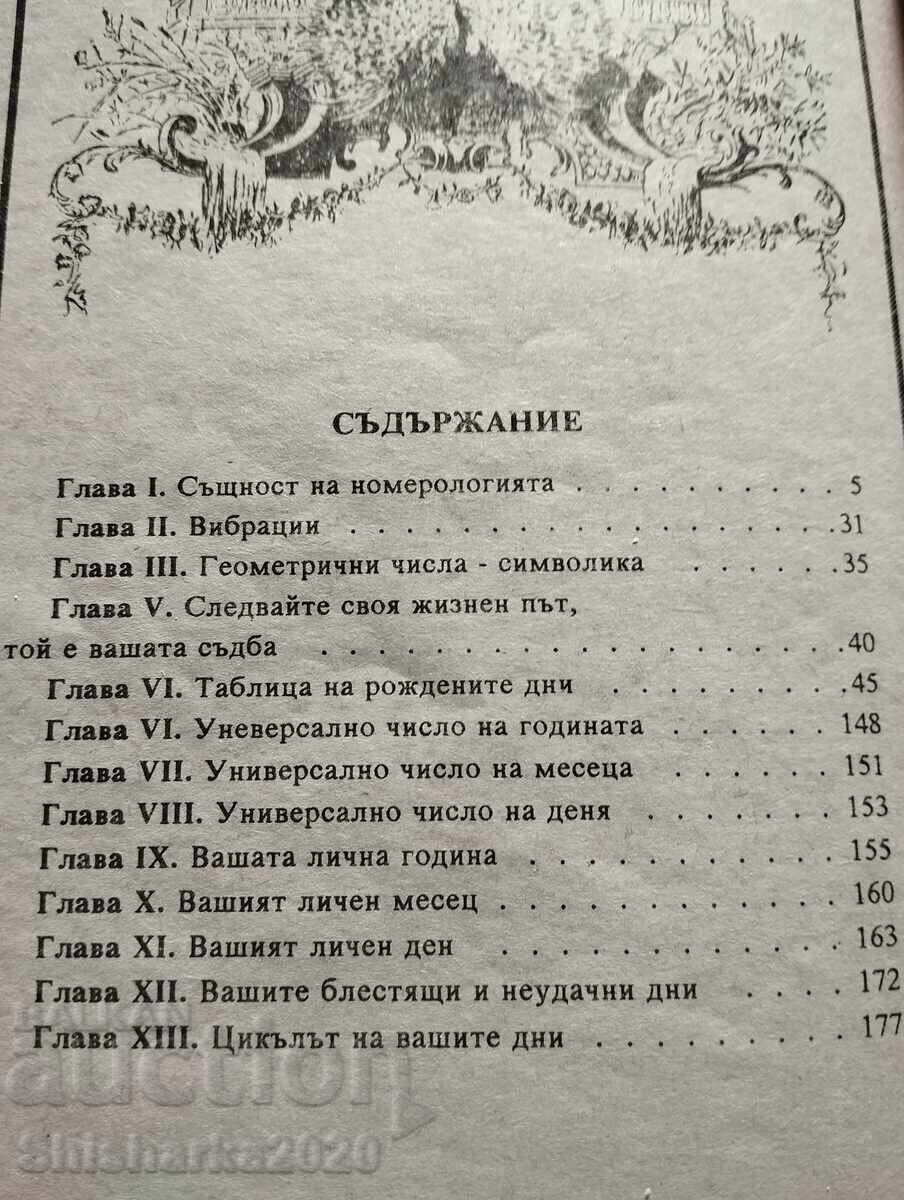 СЪДЪРЖАНИЕ
Глава I. Същност на номерологията . . . . . . . . . . 5
Глава II. Вибрации . . . . . . . . . . . . . . . . . . 31
Глава III. Геометрични числа - символика . . . . . . 35
Глава V. Следвайте своя жизнен път,
той е вашата съдба . . . . . . . . . . . . . . . . . . 40
Глава VI. Таблица на рождените дни . . . . . . . . 45
Глава VI. Уневерсално число на годината . . . . . . 148
Глава VII. Универсално число на месеца . . . . . . 151
Глава VIII. Универсално число на деня . . . . . . . 153
Глава IX. Вашата лична година . . . . . . . . . . . 155
Глава X. Вашият личен месец . . . . . . . . . . . . 160
Глава XI. Вашият личен ден . . . . . . . . . . . . 163
Глава XII. Вашите блестящи и неудачни дни . . . . 172
Глава XIII. Цикълът на вашите дни . . . . . . . . . 177
BALKAN
auction
Shisharka2020